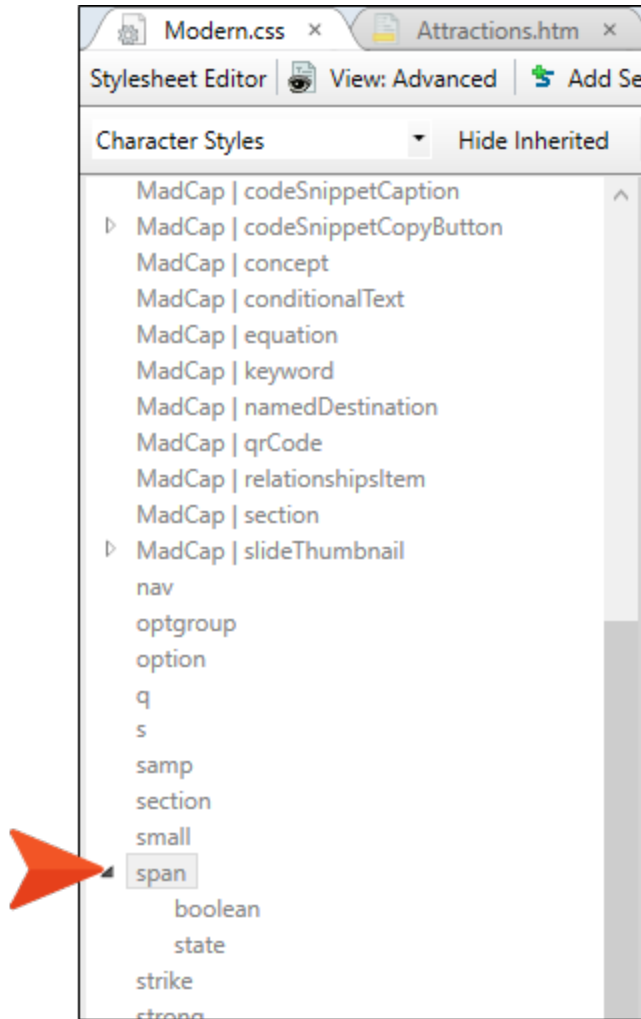 Modern.css × Attractions.htm ×
Stylesheet Editor View: Advanced Add Se
Character Styles Hide Inherited
MadCap | codeSnippetCaption
MadCap | codeSnippetCopyButton
MadCap | concept
MadCap | conditionalText
MadCap | equation
MadCap | keyword
MadCap | namedDestination
MadCap | qrCode
MadCap | relationshipsItem
MadCap | section
MadCap | slideThumbnail
nav
optgroup
option
q
s
samp
section
small
span
boolean
state
strike
strong